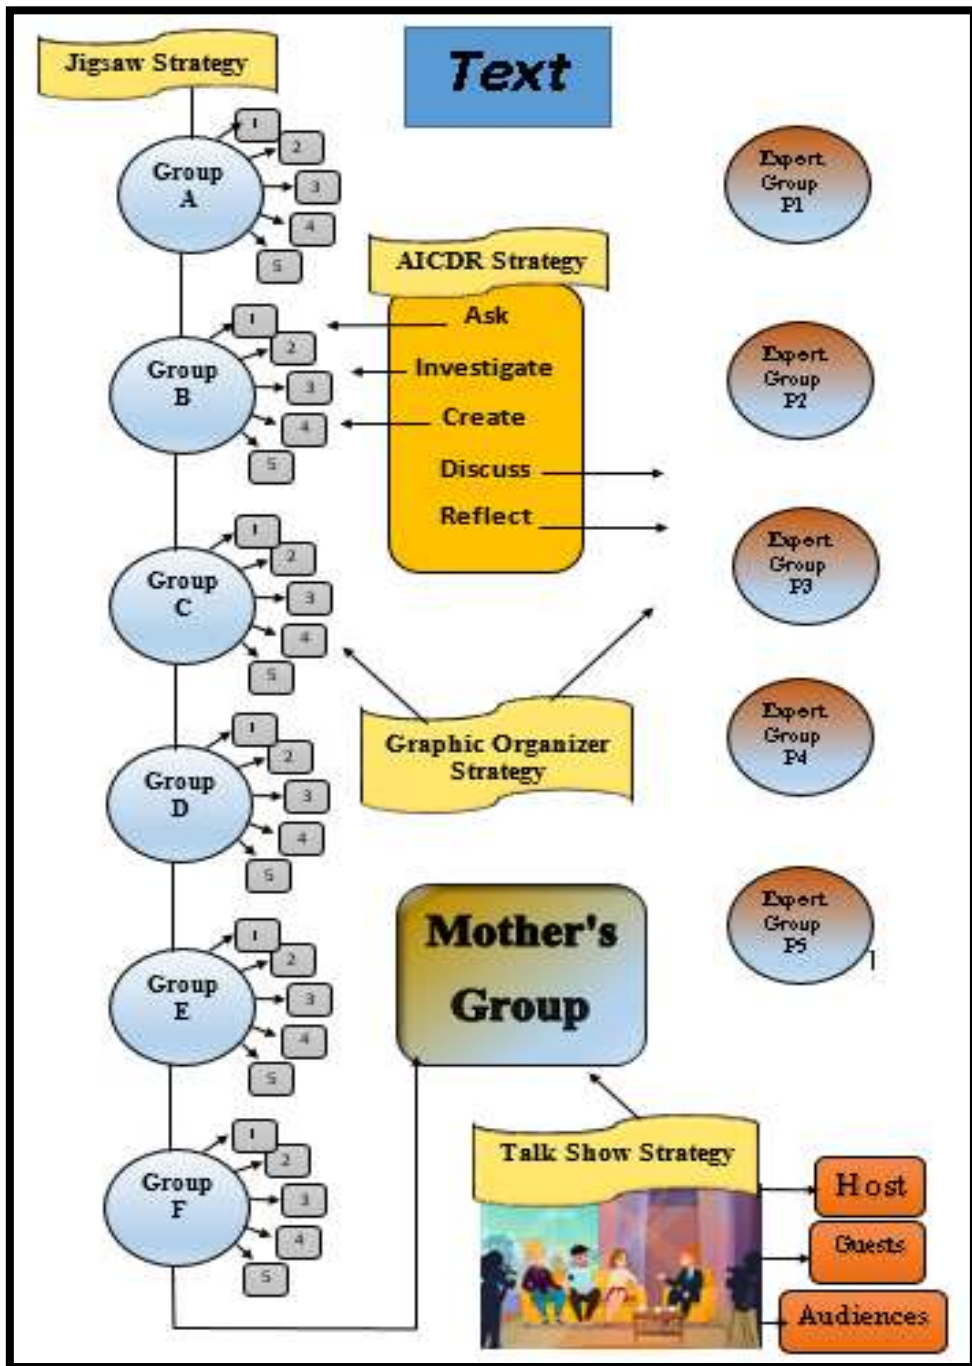 Jigsaw Strategy
Text
Group
A
1
2
3
4
5
Expert
Group
P1
AICDR Strategy
Ask
Investigate
Create
Discuss
Reflect
Group
B
1
2
3
4
5
Expert
Group
P2
Group
C
1
2
3
4
5
Expert
Group
P3
Graphic Organizer
Strategy
Group
D
1
2
3
4
5
Expert
Group
P4
Mother's
Group
Expert
Group
P5
1
Group
E
1
2
3
4
5
Group
F
1
2
3
4
5
Talk Show Strategy
Host
Guests
Audiences